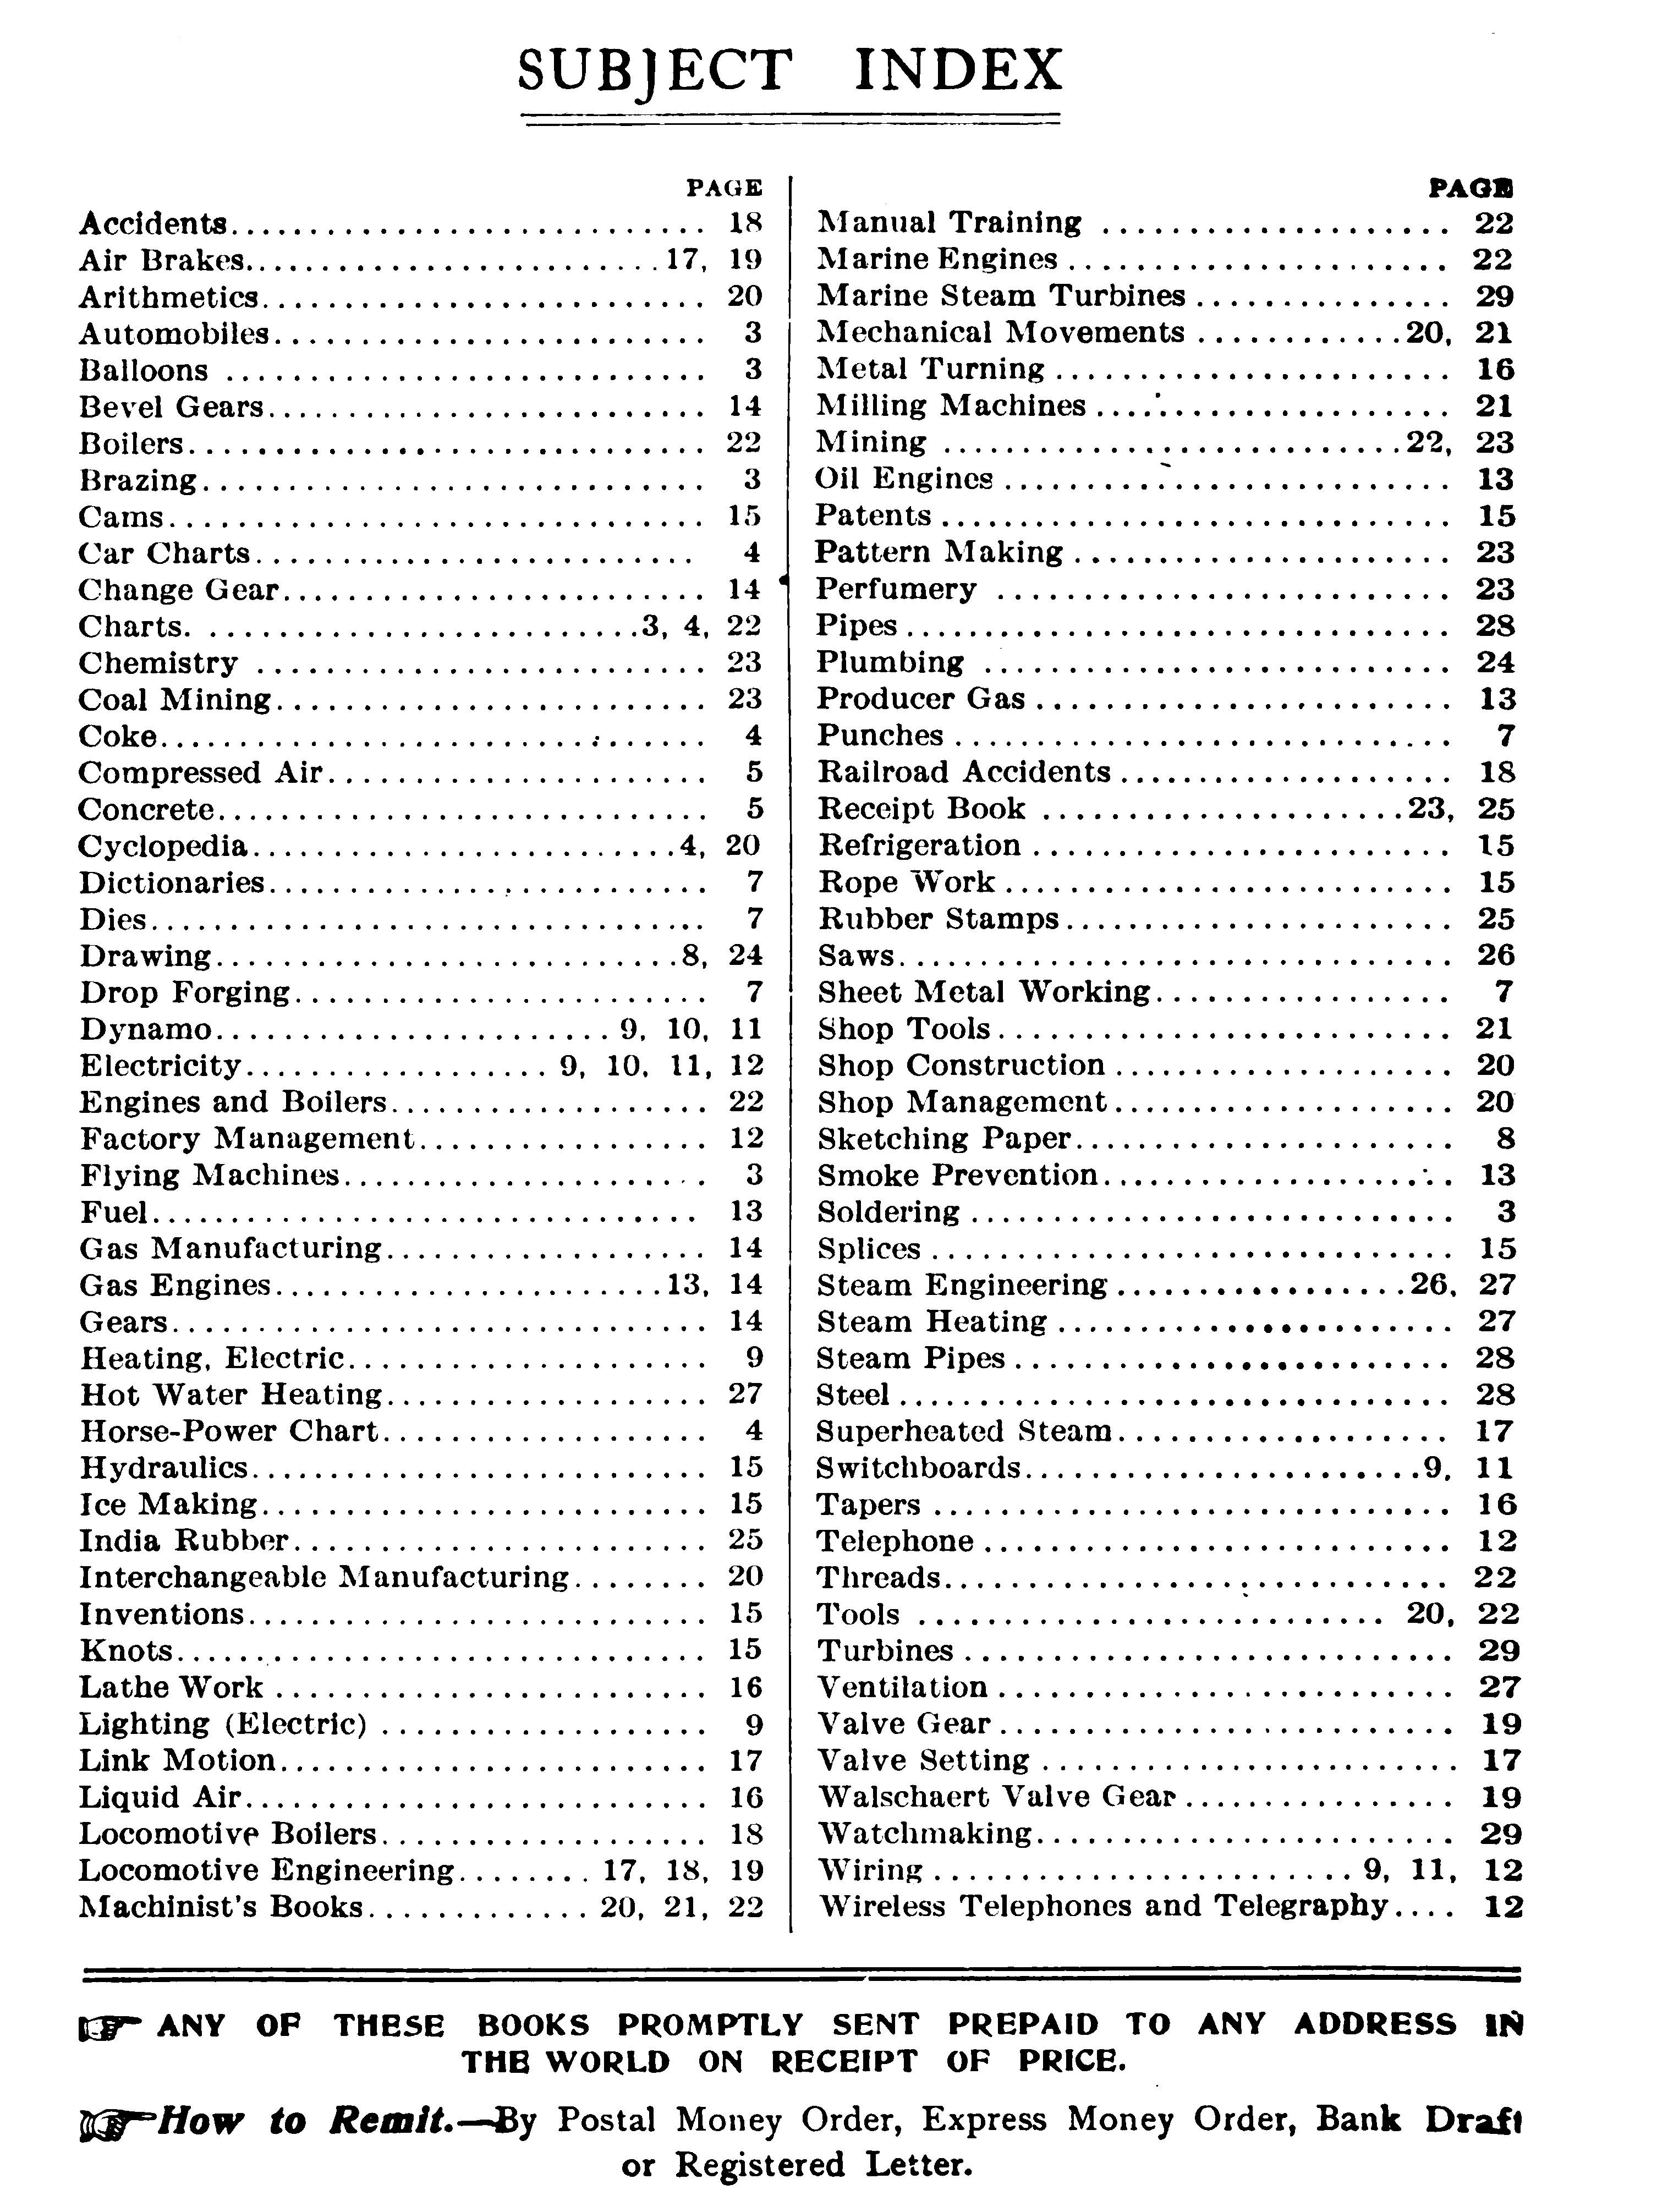 SUBJECT INDEX
PAGE
Accidents............................ 18
Air Brakes.........................17, 19
Arithmetics.......................... 20
Automobiles.......................... 3
Balloons ............................ 3
Bevel Gears.......................... 14
Boilers.............................. 22
Brazing.............................. 3
Cams................................ 15
Car Charts.......................... 4
Change Gear......................... 14
Charts. .........................3, 4, 22
Chemistry ........................... 23
Coal Mining.......................... 23
Coke................................ 4
Compressed Air....................... 5
Concrete............................. 5
Cyclopedia.........................4, 20
Dictionaries.......................... 7
Dies................................. 7
Drawing............................8, 24
Drop Forging......................... 7
Dynamo........................ 9, 10, 11
Electricity.................. 9, 10, 11, 12
Engines and Boilers................... 22
Factory Management................. 12
Flying Machines...................... 3
Fuel................................ 13
Gas Manufacturing................... 14
Gas Engines.......................13, 14
Gears................................ 14
Heating, Electric...................... 9
Hot Water Heating................... 27
Horse-Power Chart................... 4
Hydraulics........................... 15
Ice Making........................... 15
India Rubber......................... 25
Interchangeable Manufacturing........ 20
Inventions........................... 15
Knots............................... 15
Lathe Work .......................... 16
Lighting (Electric) .................... 9
Link Motion.......................... 17
Liquid Air............................ 16
Locomotive Boilers.................... 18
Locomotive Engineering........ 17, 18, 19
Machinist's Books............. 20, 21, 22
PAGE
Manual Training ..................... 22
Marine Engines ....................... 22
Marine Steam Turbines ............... 29
Mechanical Movements ............20, 21
Metal Turning ........................ 16
Milling Machines ..................... 21
Mining ...........................22, 23
Oil Engines ........................... 13
Patents .............................. 15
Pattern Making ....................... 23
Perfumery ........................... 23
Pipes ................................ 28
Plumbing ............................ 24
Producer Gas ......................... 13
Punches ............................. 7
Railroad Accidents .................... 18
Receipt Book ......................23, 25
Refrigeration ......................... 15
Rope Work ........................... 15
Rubber Stamps....................... 25
Saws................................. 26
Sheet Metal Working.................. 7
Shop Tools........................... 21
Shop Construction .................... 20
Shop Management..................... 20
Sketching Paper....................... 8
Smoke Prevention..................... 13
Soldering ............................. 3
Splices ............................... 15
Steam Engineering .................26, 27
Steam Heating ........................ 27
Steam Pipes .......................... 28
Steel ................................. 28
Superheated Steam.................... 17
Switchboards.......................9, 11
Tapers ............................... 16
Telephone ............................ 12
Threads.............................. 22
Tools ............................ 20, 22
Turbines ............................. 29
Ventilation ........................... 27
Valve Gear ........................... 19
Valve Setting ......................... 17
Walschaert Valve Gear ................ 19
Watchmaking......................... 29
Wiring ......................... 9, 11, 12
Wireless Telephones and Telegraphy.... 12
ANY OF THESE BOOKS PROMPTLY SENT PREPAID TO ANY ADDRESS IN
THE WORLD ON RECEIPT OF PRICE.
How to Remit.—By Postal Money Order, Express Money Order, Bank Draft
or Registered Letter.